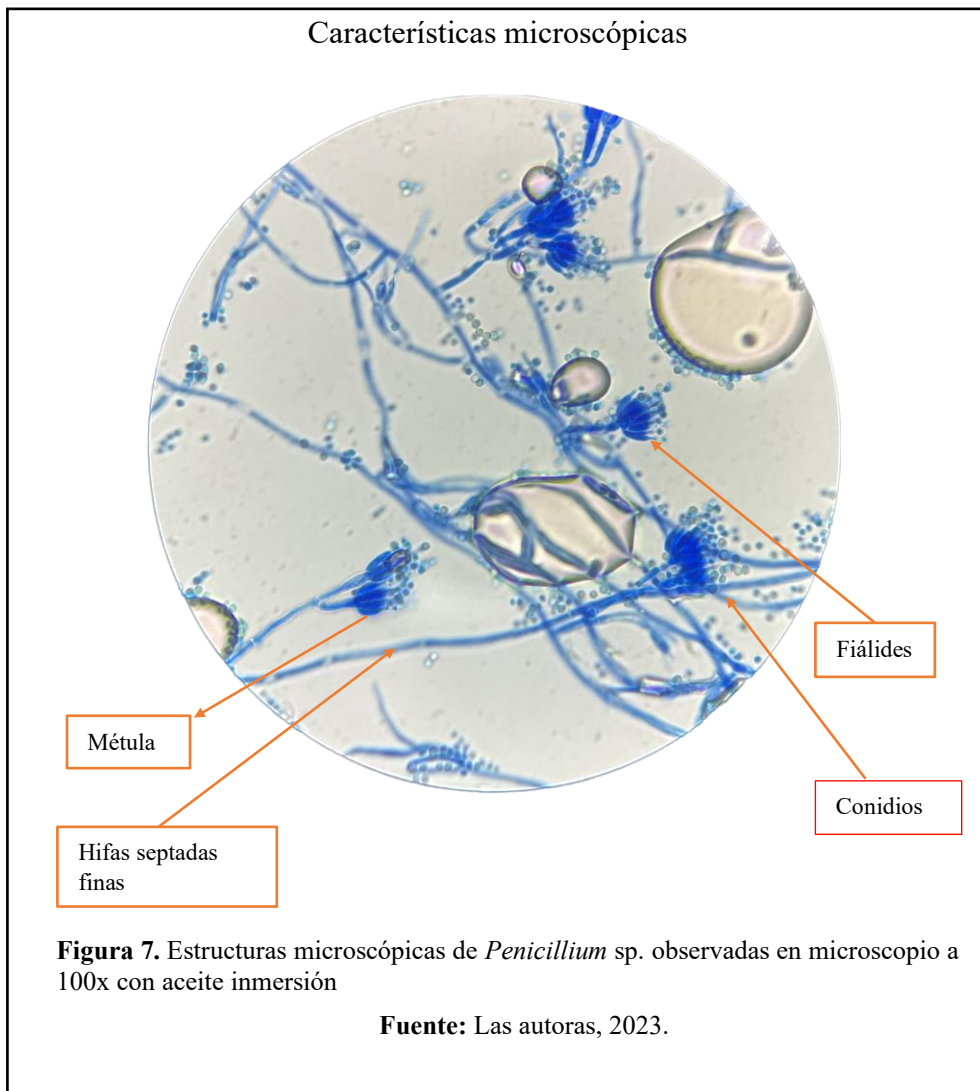 Características microscópicas
Fiálides
Métula
Conidios
Hifas septadas
finas
Figura 7. Estructuras microscópicas de Penicillium sp. observadas en microscopio a
100x con aceite inmersión
Fuente: Las autoras, 2023.